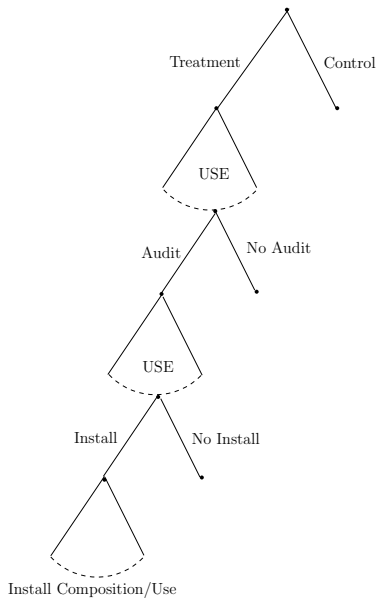 Treatment
Control
USE
Audit
No Audit
USE
Install
No Install
Install Composition/Use